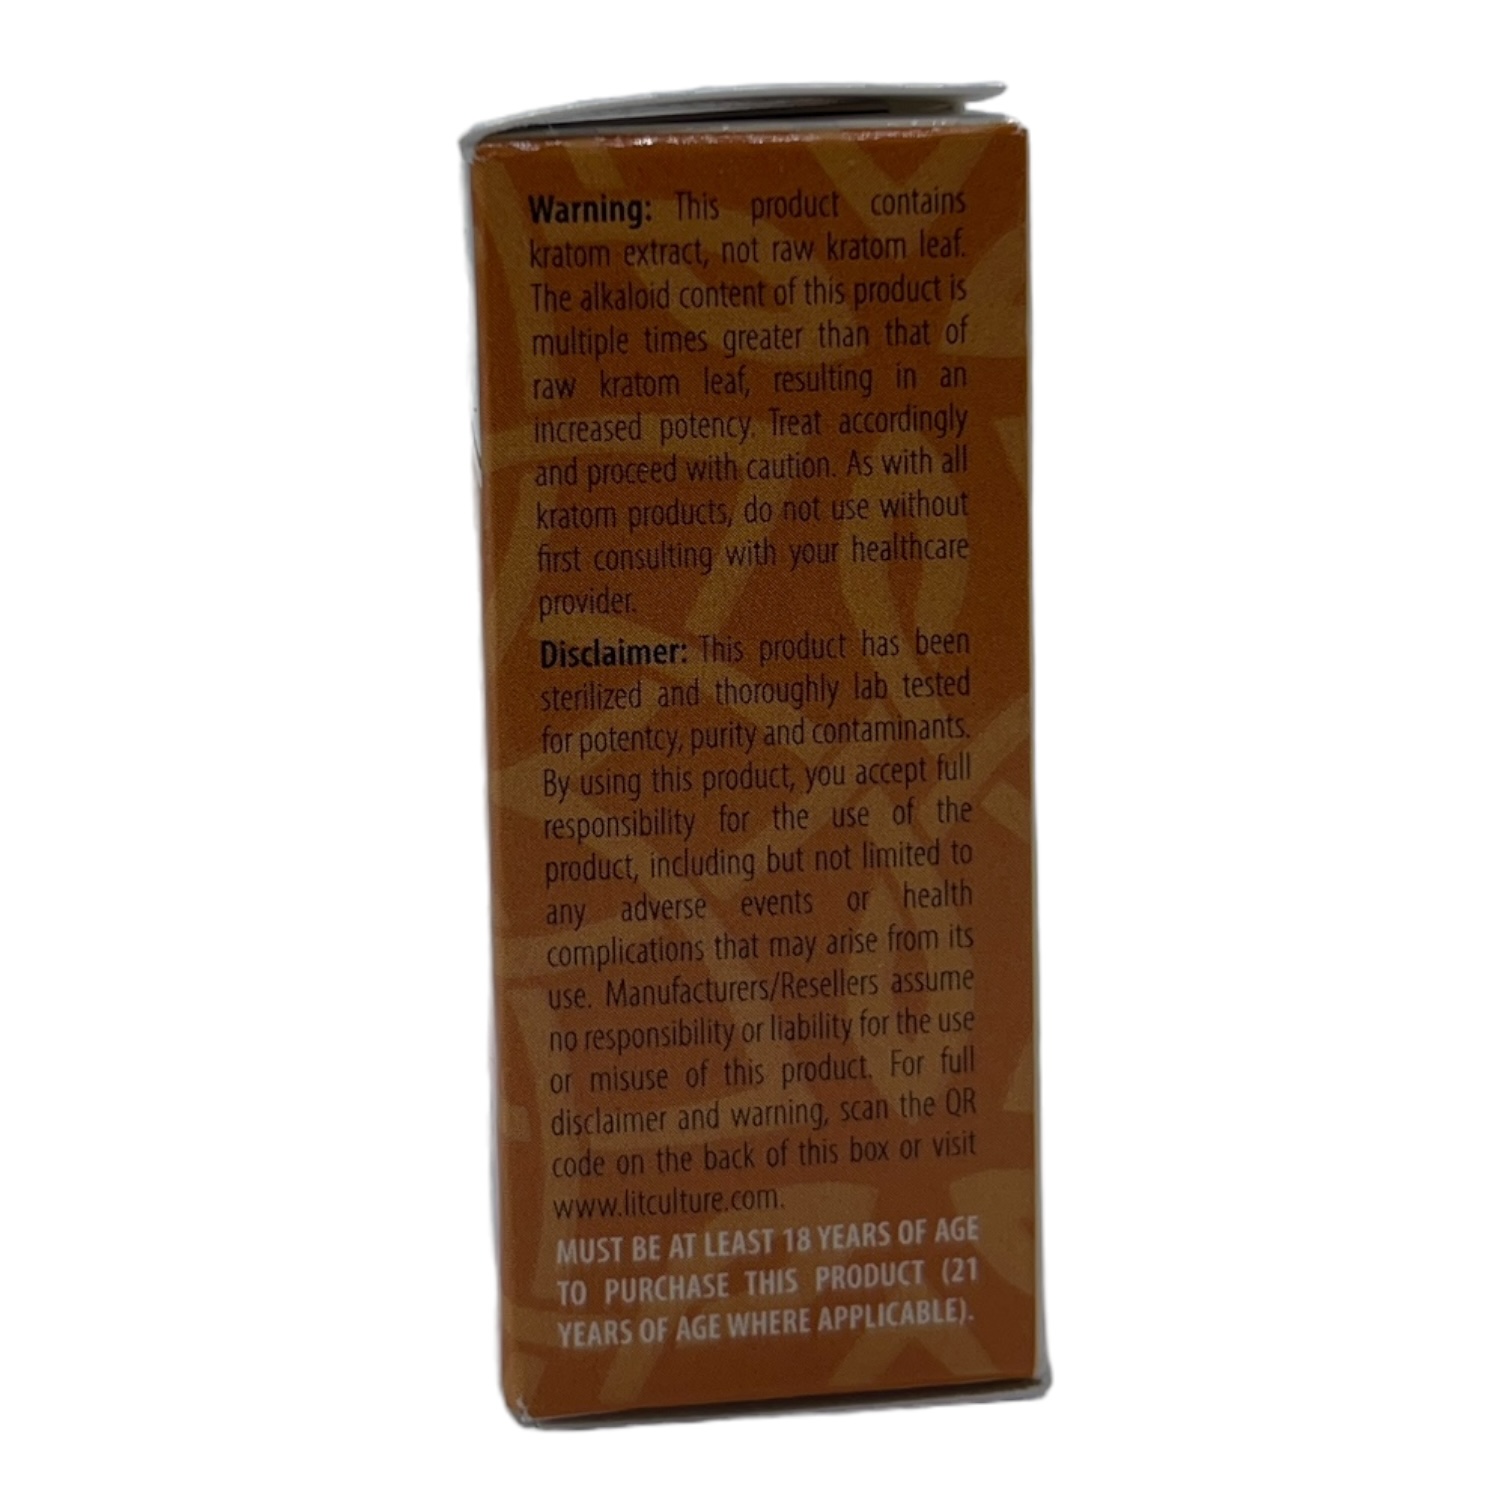 Warning: This product contains
kratom extract, not raw kratom leaf.
The alkaloid content of this product is
multiple times greater than that of
raw kratom leaf, resulting in an
increased potency. Treat accordingly
and proceed with caution. As with all
kratom products, do not use without
first consulting with your healthcare
provider.
Disclaimer: This product has been
sterilized and thoroughly lab tested
for potentcy, purity and contaminants.
By using this product, you accept full
responsibility for the use of the
product, including but not limited to
any adverse events or health
complications that may arise from its
use. Manufacturers/Resellers assume
no responsibility or liability for the use
or misuse of this product. For full
disclaimer and warning, scan the QR
code on the back of this box or visit
www.litculture.com.
MUST BE AT LEAST 18 YEARS OF AGE
TO PURCHASE THIS PRODUCT (21
YEARS OF AGE WHERE APPLICABLE).